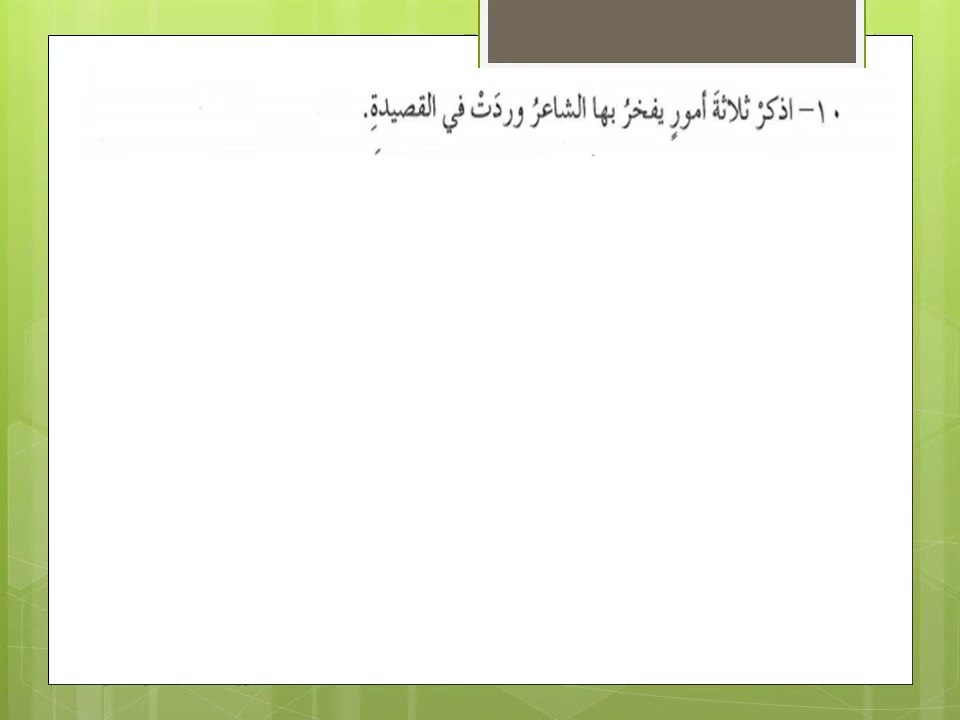 ١٠- اذكرْ ثلاثةَ أمورٍ يفخرُ بها الشاعرُ وردَتْ في القصيدةِ.